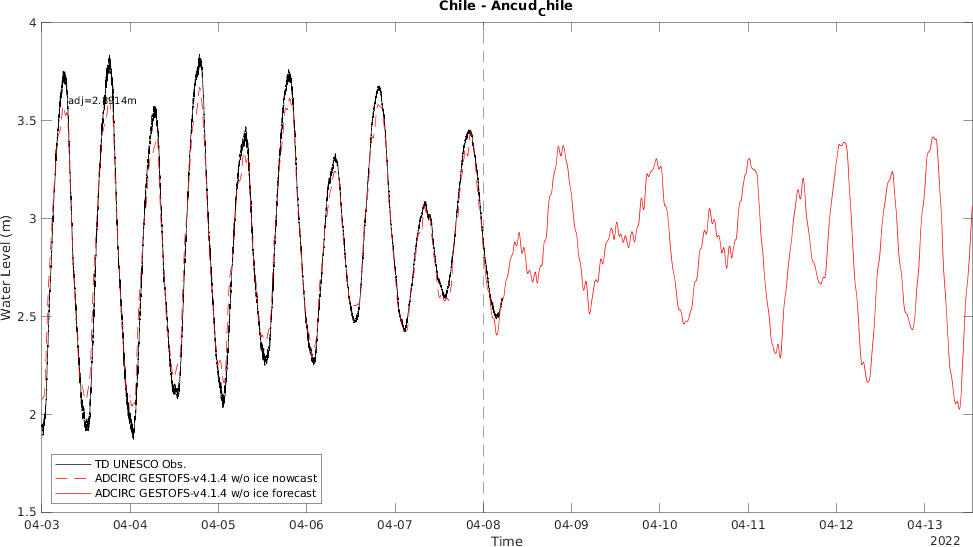 Chile - Ancud_Chile
4
3.5
3
2.5
2
1.5
Water Level (m)
adj=2.8914m
TD UNESCO Obs.
ADCIRC GESTOFS-v4.1.4 w/o ice nowcast
ADCIRC GESTOFS-v4.1.4 w/o ice forecast
04-03 04-04 04-05 04-06 04-07 04-08 04-09 04-10 04-11 04-12 04-13
Time
2022